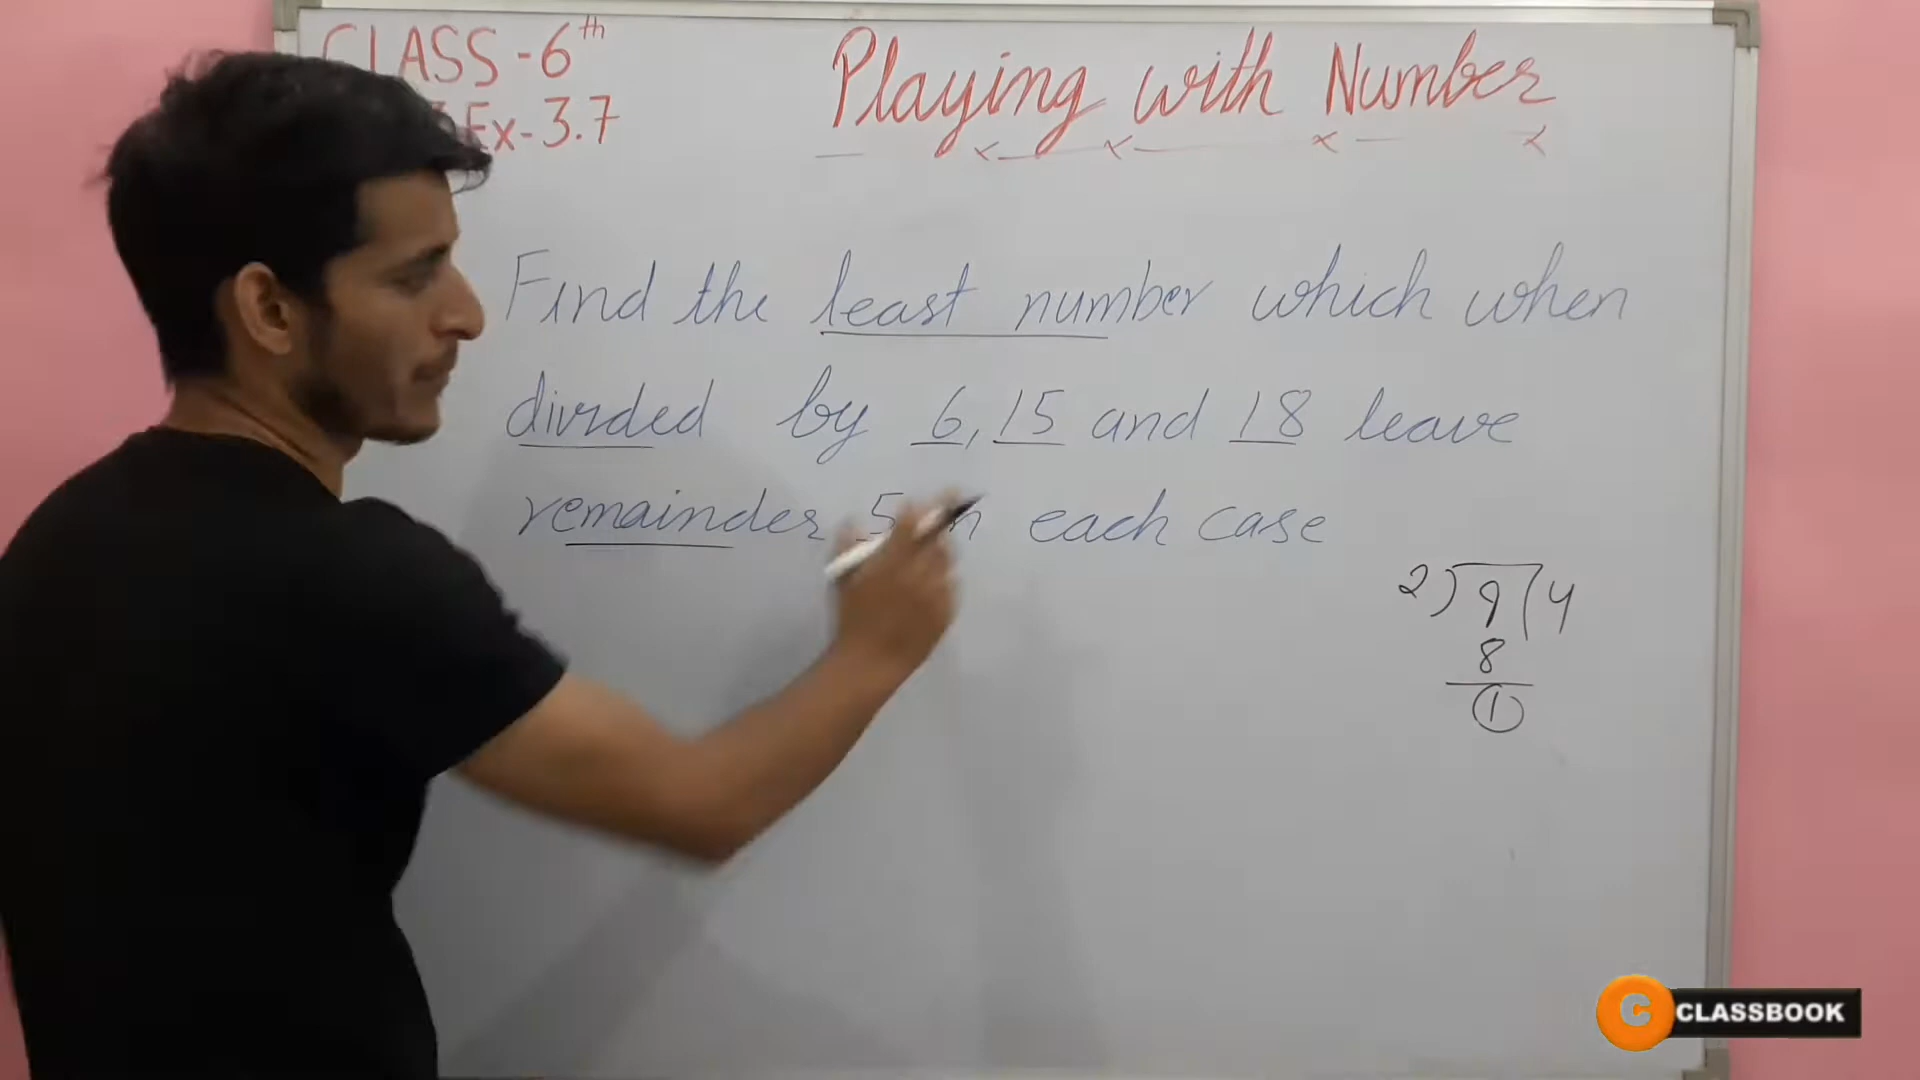 CLASS-6th
Ex-3.7
Playing with Number
Find the least number which when
divided by 6, 15 and 18 leave
remainder 5 in each case
2) 9 (4
8
1
C CLASSBOOK